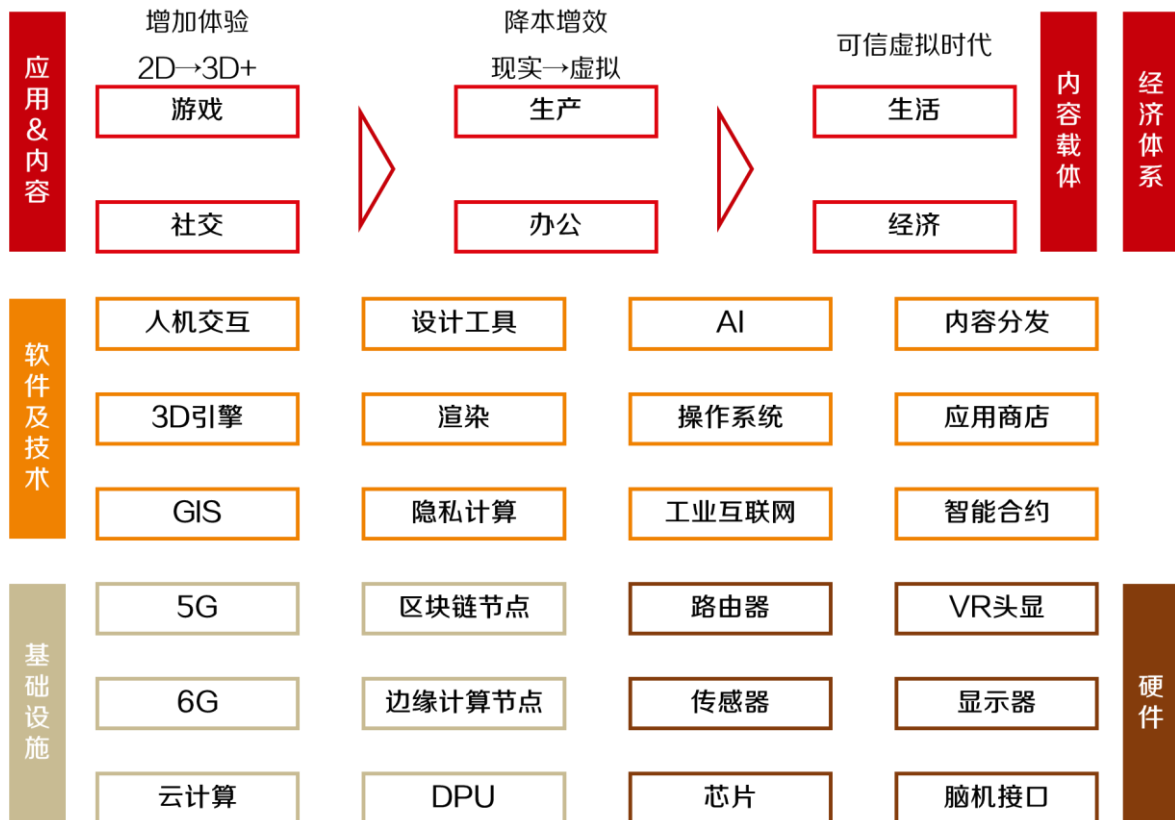 应用&内容
增加体验
2D→3D+
游戏
社交
降本增效
现实→虚拟
生产
办公
可信虚拟时代
生活
经济
内容载体
经济体系
软件及技术
人机交互
设计工具
AI
内容分发
3D引擎
渲染
操作系统
应用商店
GIS
隐私计算
工业互联网
智能合约
基础设施
5G
区块链节点
路由器
VR头显
6G
边缘计算节点
传感器
显示器
云计算
DPU
芯片
脑机接口
硬件